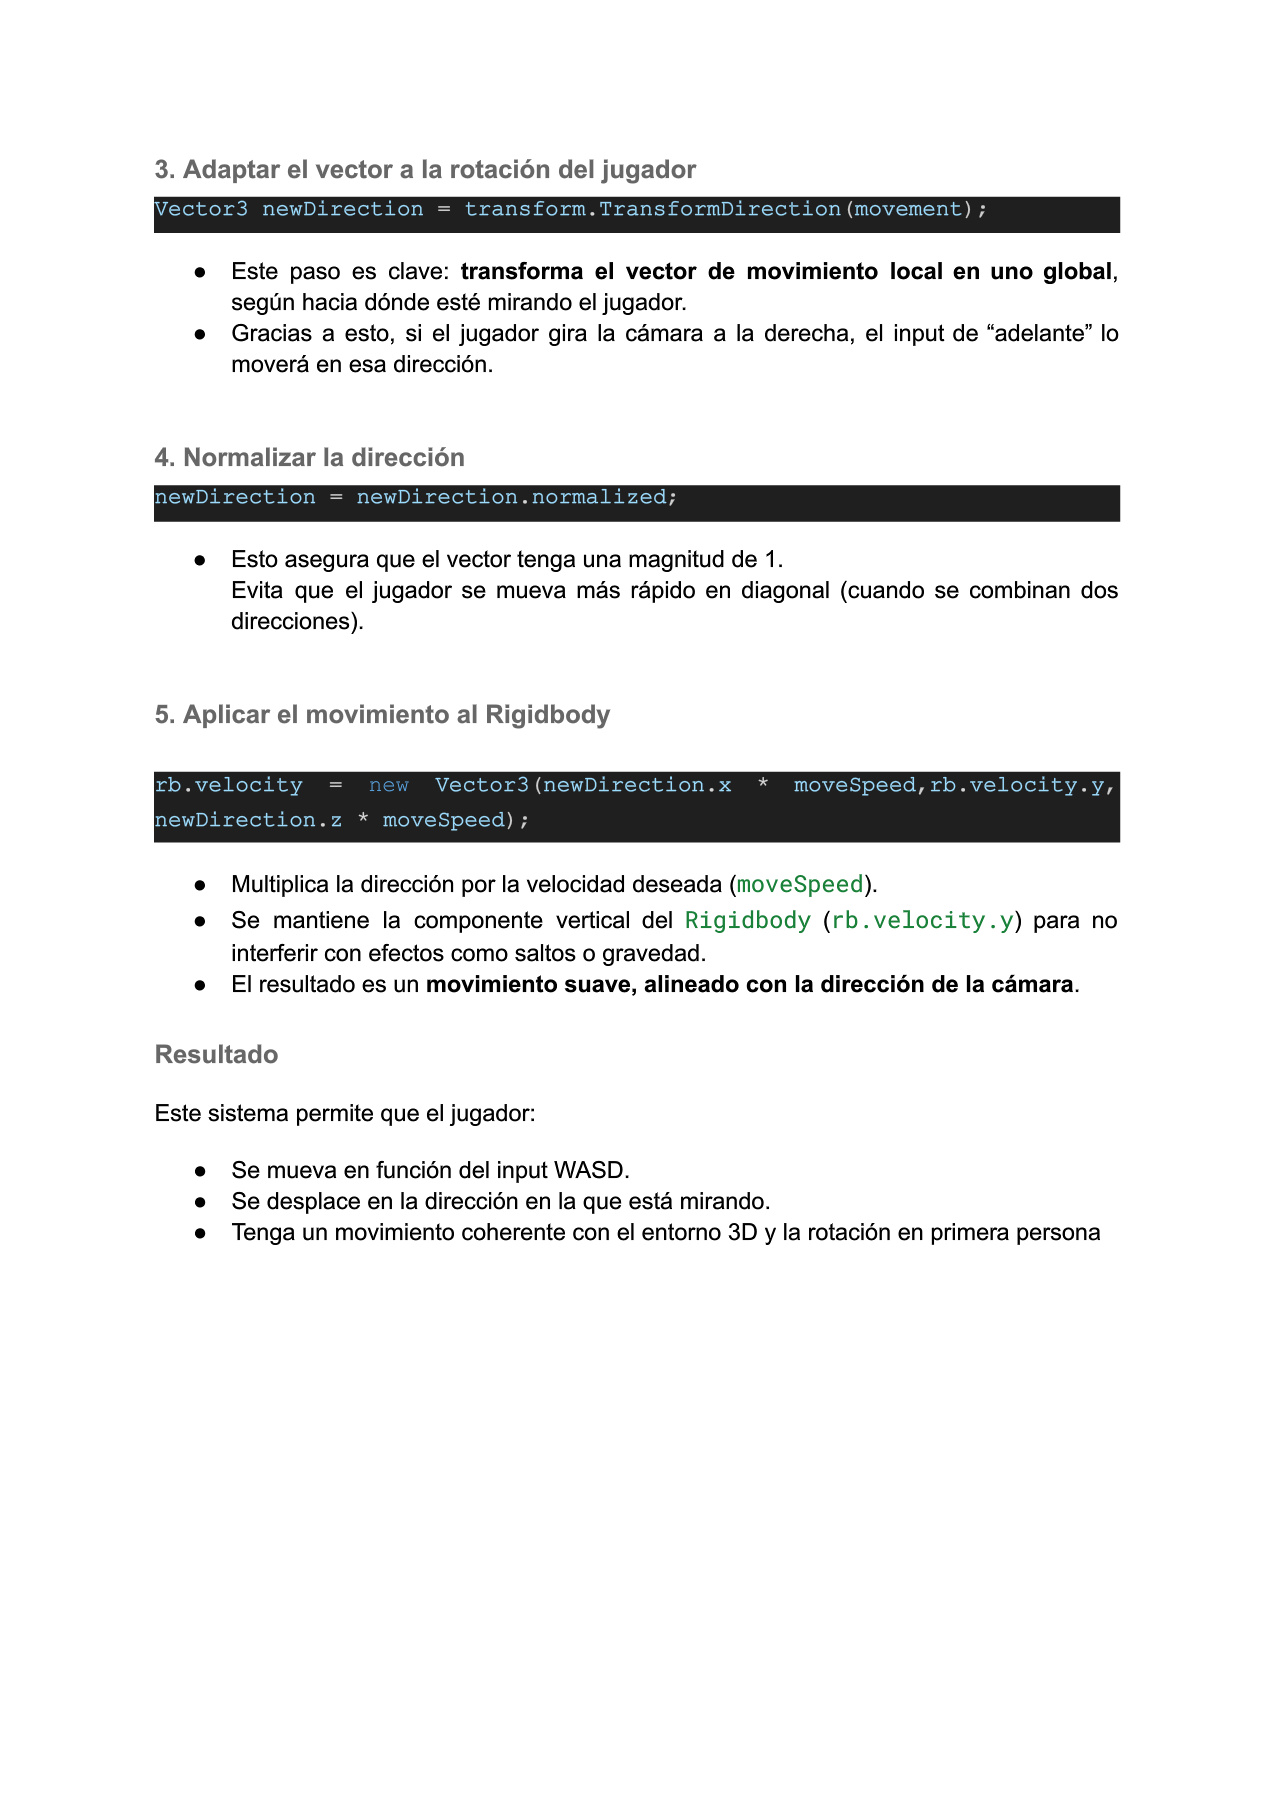 3. Adaptar el vector a la rotación del jugador
Vector3 newDirection = transform.TransformDirection(movement);
● Este paso es clave: transforma el vector de movimiento local en uno global,
según hacia dónde esté mirando el jugador.
● Gracias a esto, si el jugador gira la cámara a la derecha, el input de “adelante” lo
moverá en esa dirección.
4. Normalizar la dirección
newDirection = newDirection.normalized;
● Esto asegura que el vector tenga una magnitud de 1.
Evita que el jugador se mueva más rápido en diagonal (cuando se combinan dos
direcciones).
5. Aplicar el movimiento al Rigidbody
rb.velocity = new Vector3(newDirection.x * moveSpeed,rb.velocity.y,
newDirection.z * moveSpeed);
● Multiplica la dirección por la velocidad deseada (moveSpeed).
● Se mantiene la componente vertical del Rigidbody (rb.velocity.y) para no
interferir con efectos como saltos o gravedad.
● El resultado es un movimiento suave, alineado con la dirección de la cámara.
Resultado
Este sistema permite que el jugador:
● Se mueva en función del input WASD.
● Se desplace en la dirección en la que está mirando.
● Tenga un movimiento coherente con el entorno 3D y la rotación en primera persona